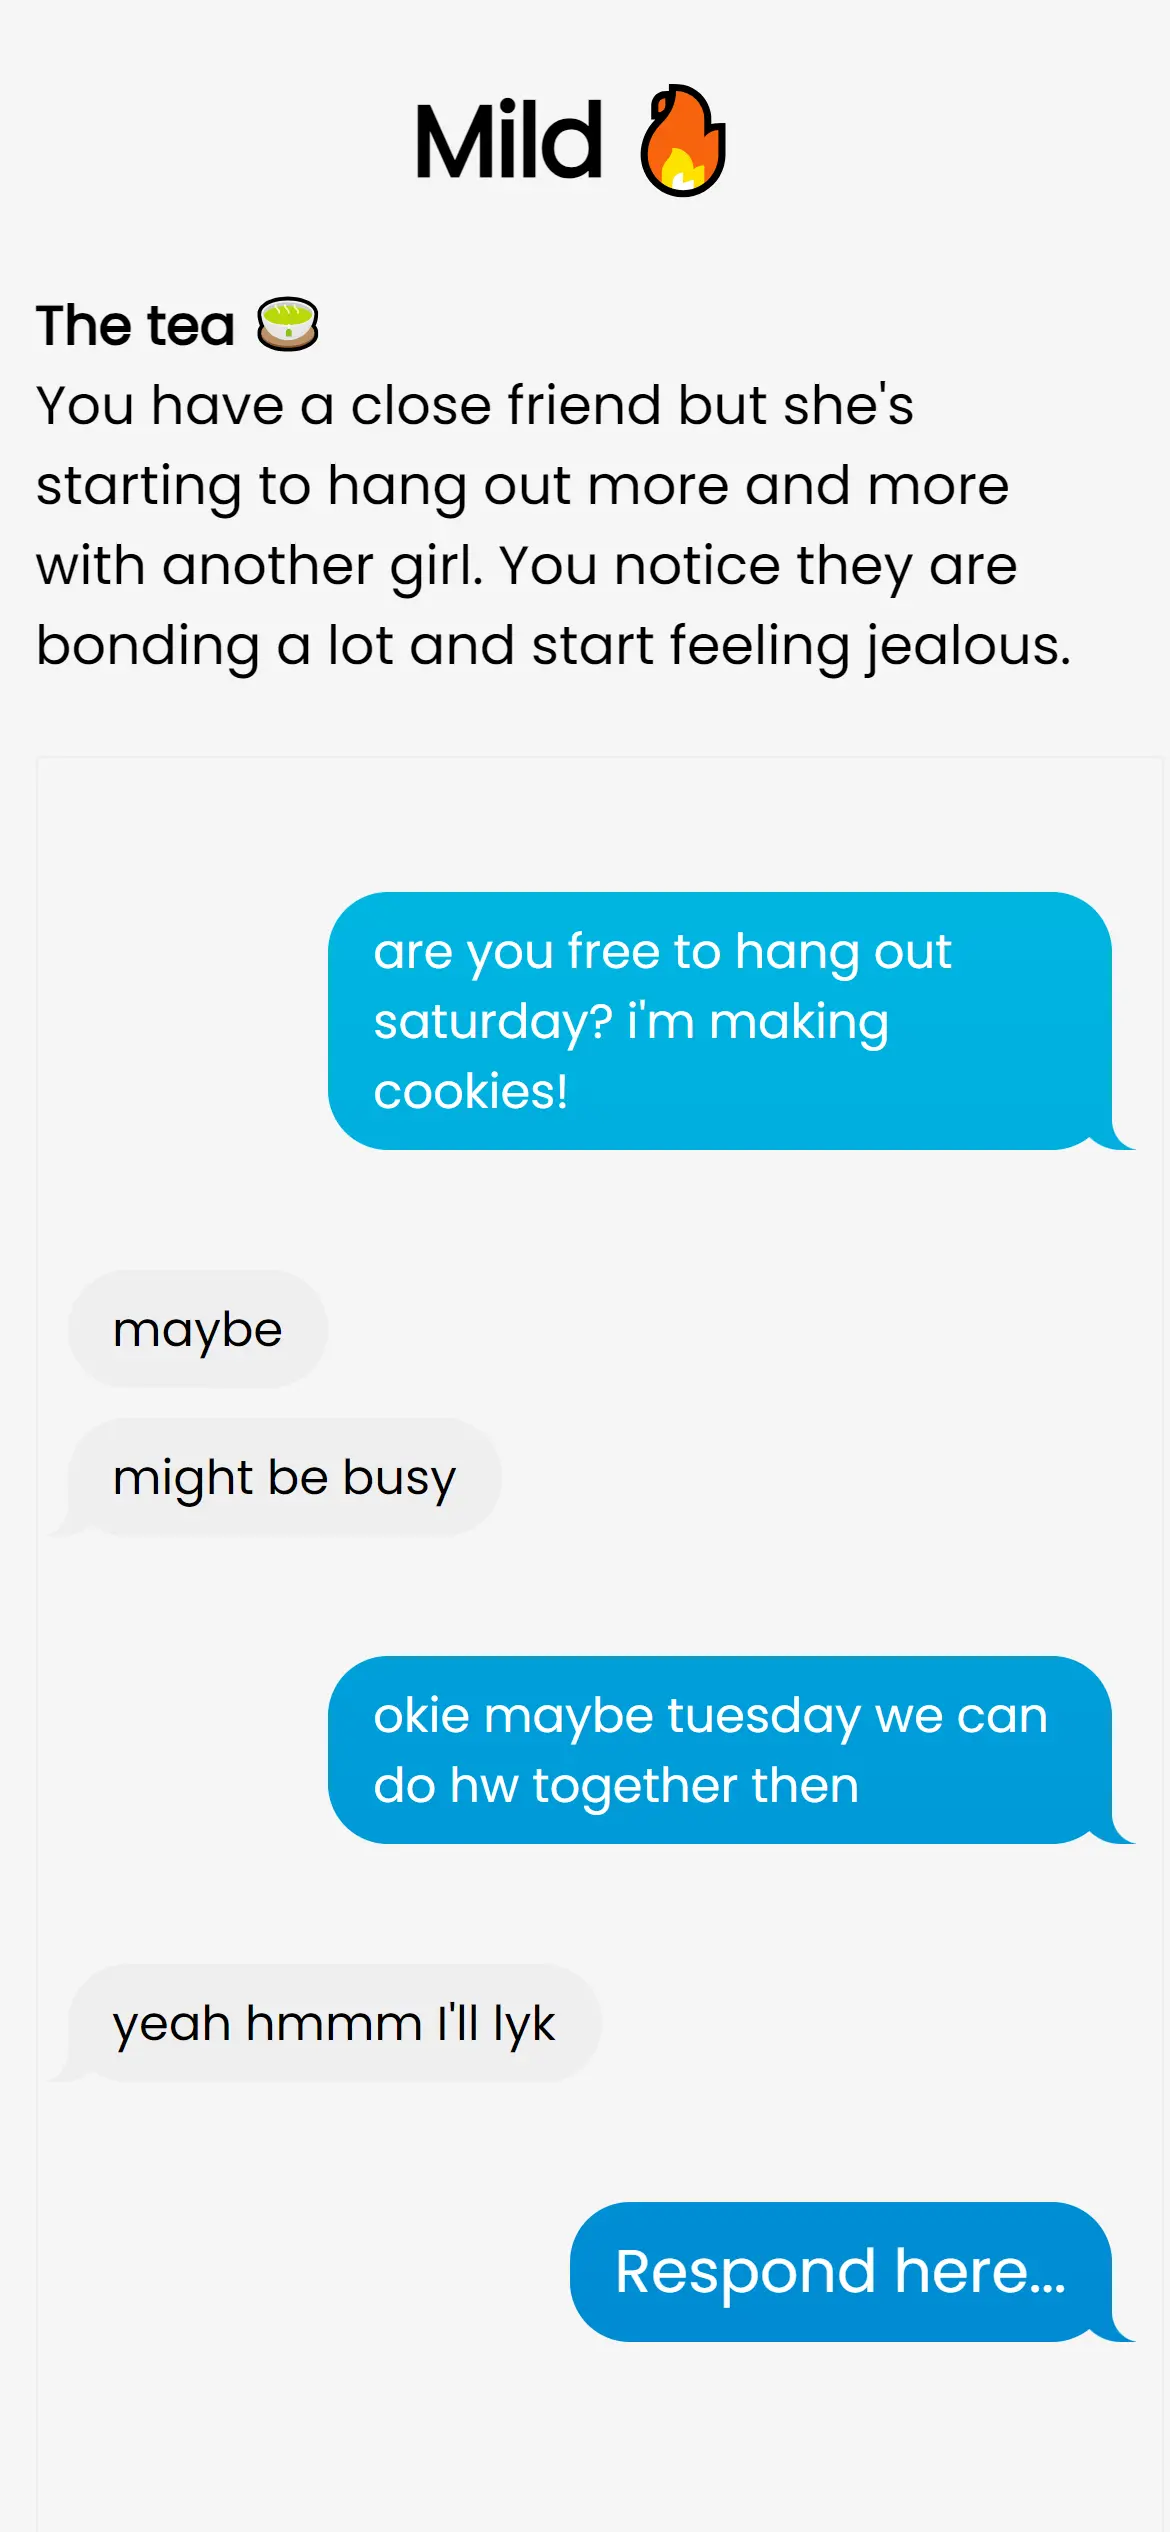 Mild 🔥
The tea 🍵
You have a close friend but she's
starting to hang out more and more
with another girl. You notice they are
bonding a lot and start feeling jealous.
are you free to hang out
saturday? i'm making
cookies!
maybe
might be busy
okie maybe tuesday we can
do hw together then
yeah hmmm I'll lyk
Respond here...